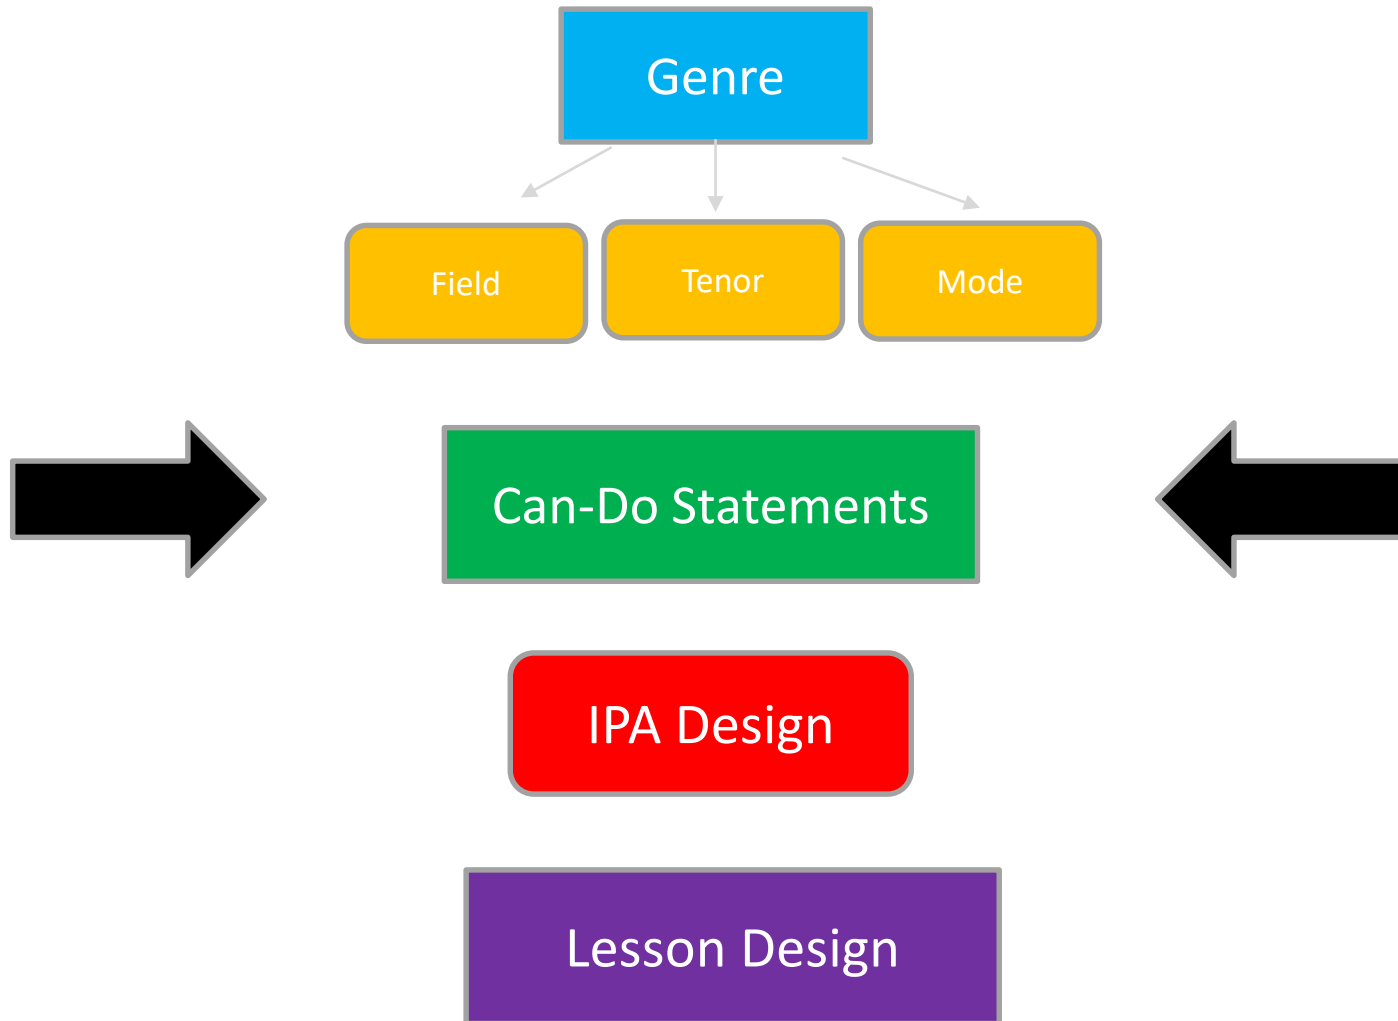 Genre
Field
Tenor
Mode
Can-Do Statements
IPA Design
Lesson Design